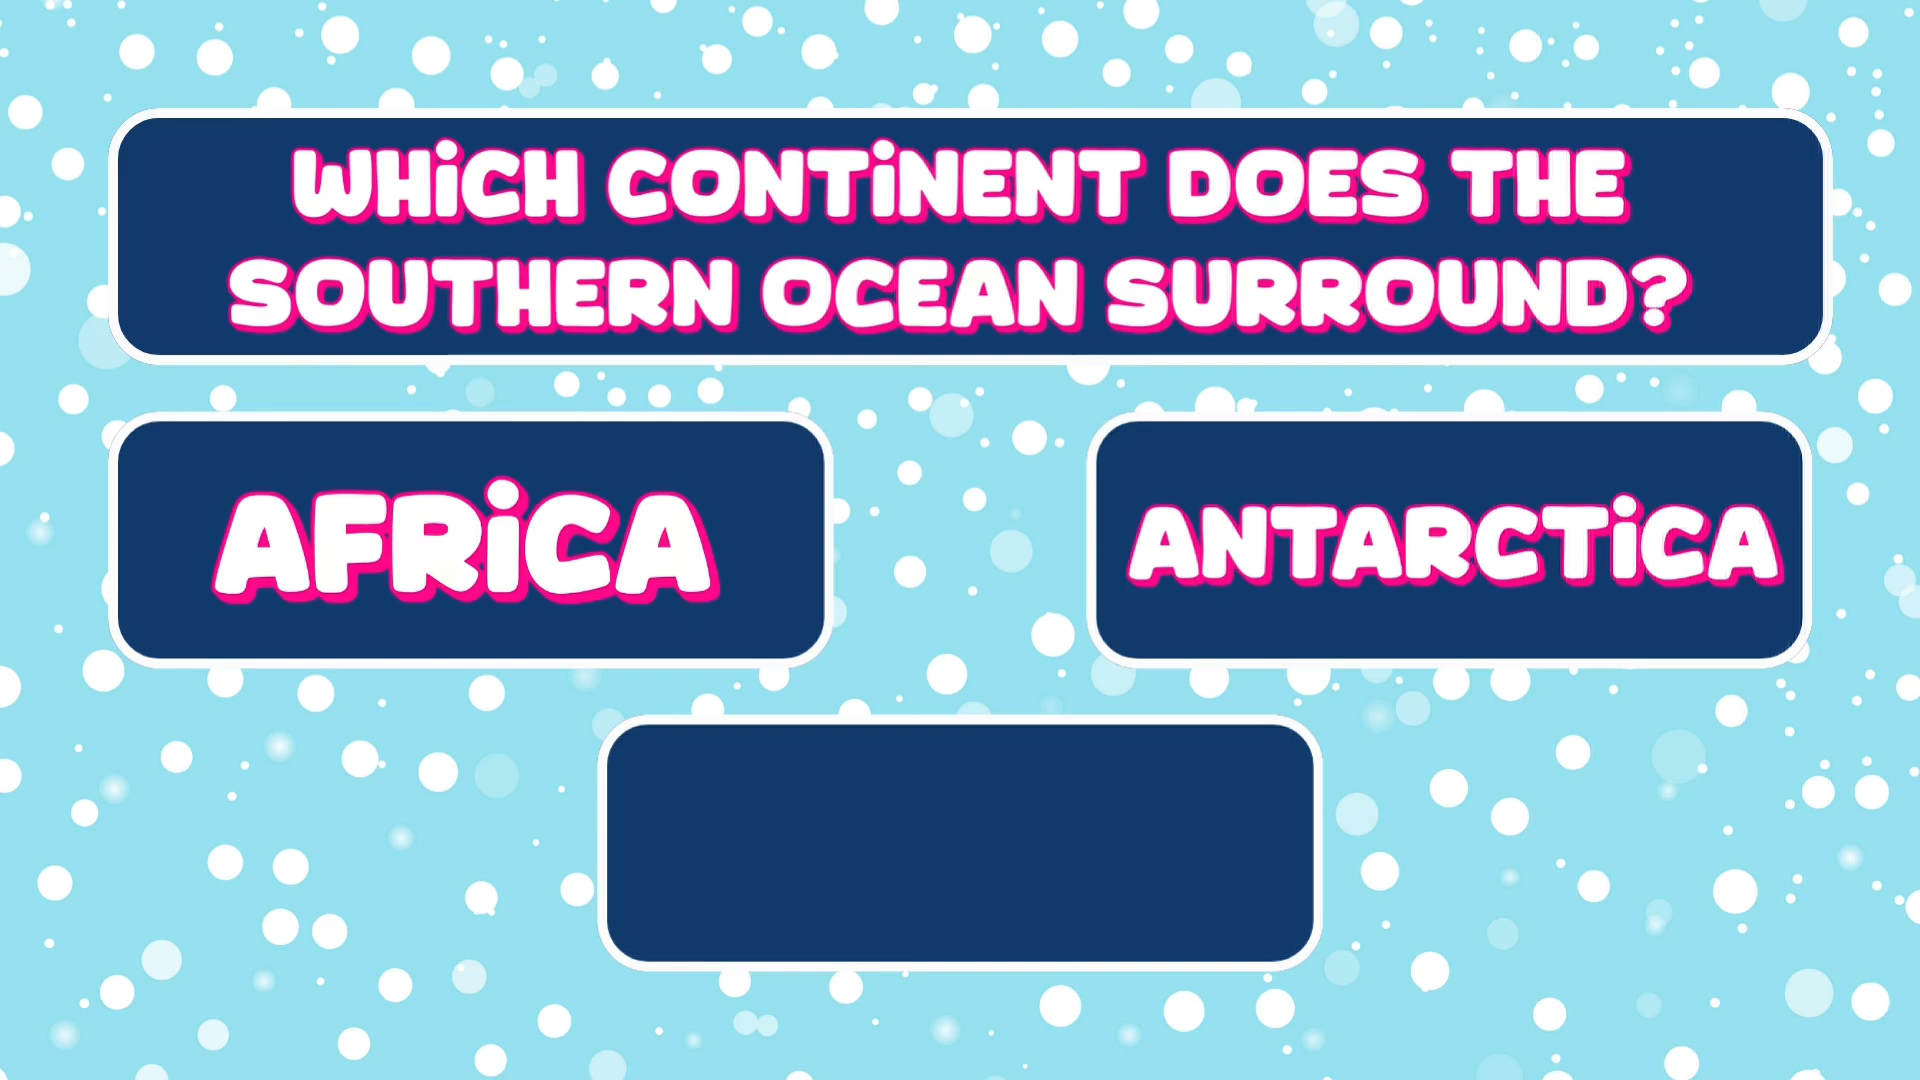 WHICH CONTINENT DOES THE
SOUTHERN OCEAN SURROUND?
AFRICA
ANTARCTICA